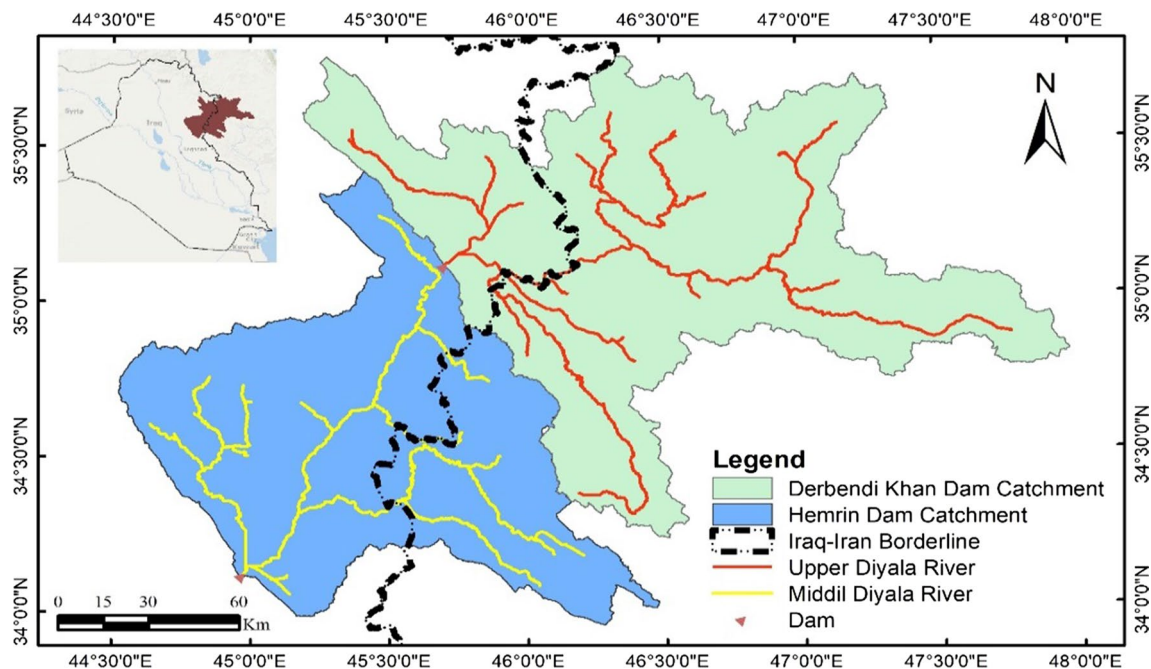 44°30'0"E 45°0'0"E 45°30'0"E 46°0'0"E 46°30'0"E 47°0'0"E 47°30'0"E 48°0'0"E
Syria
Iraq
N
35°30'0"N 35°30'0"N
35°0'0"N 35°0'0"N
34°30'0"N 34°30'0"N
34°0'0"N 34°0'0"N
Legend
Derbendi Khan Dam Catchment
Hemrin Dam Catchment
Iraq-Iran Borderline
Upper Diyala River
Middil Diyala River
Dam
0 15 30 60
Km
44°30'0"E 45°0'0"E 45°30'0"E 46°0'0"E 46°30'0"E 47°0'0"E 47°30'0"E 48°0'0"E